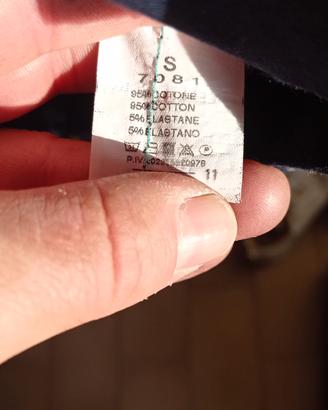 S
7081
95%COTONE
95%COTTON
5%ELASTANE
5%ELASTANO
11